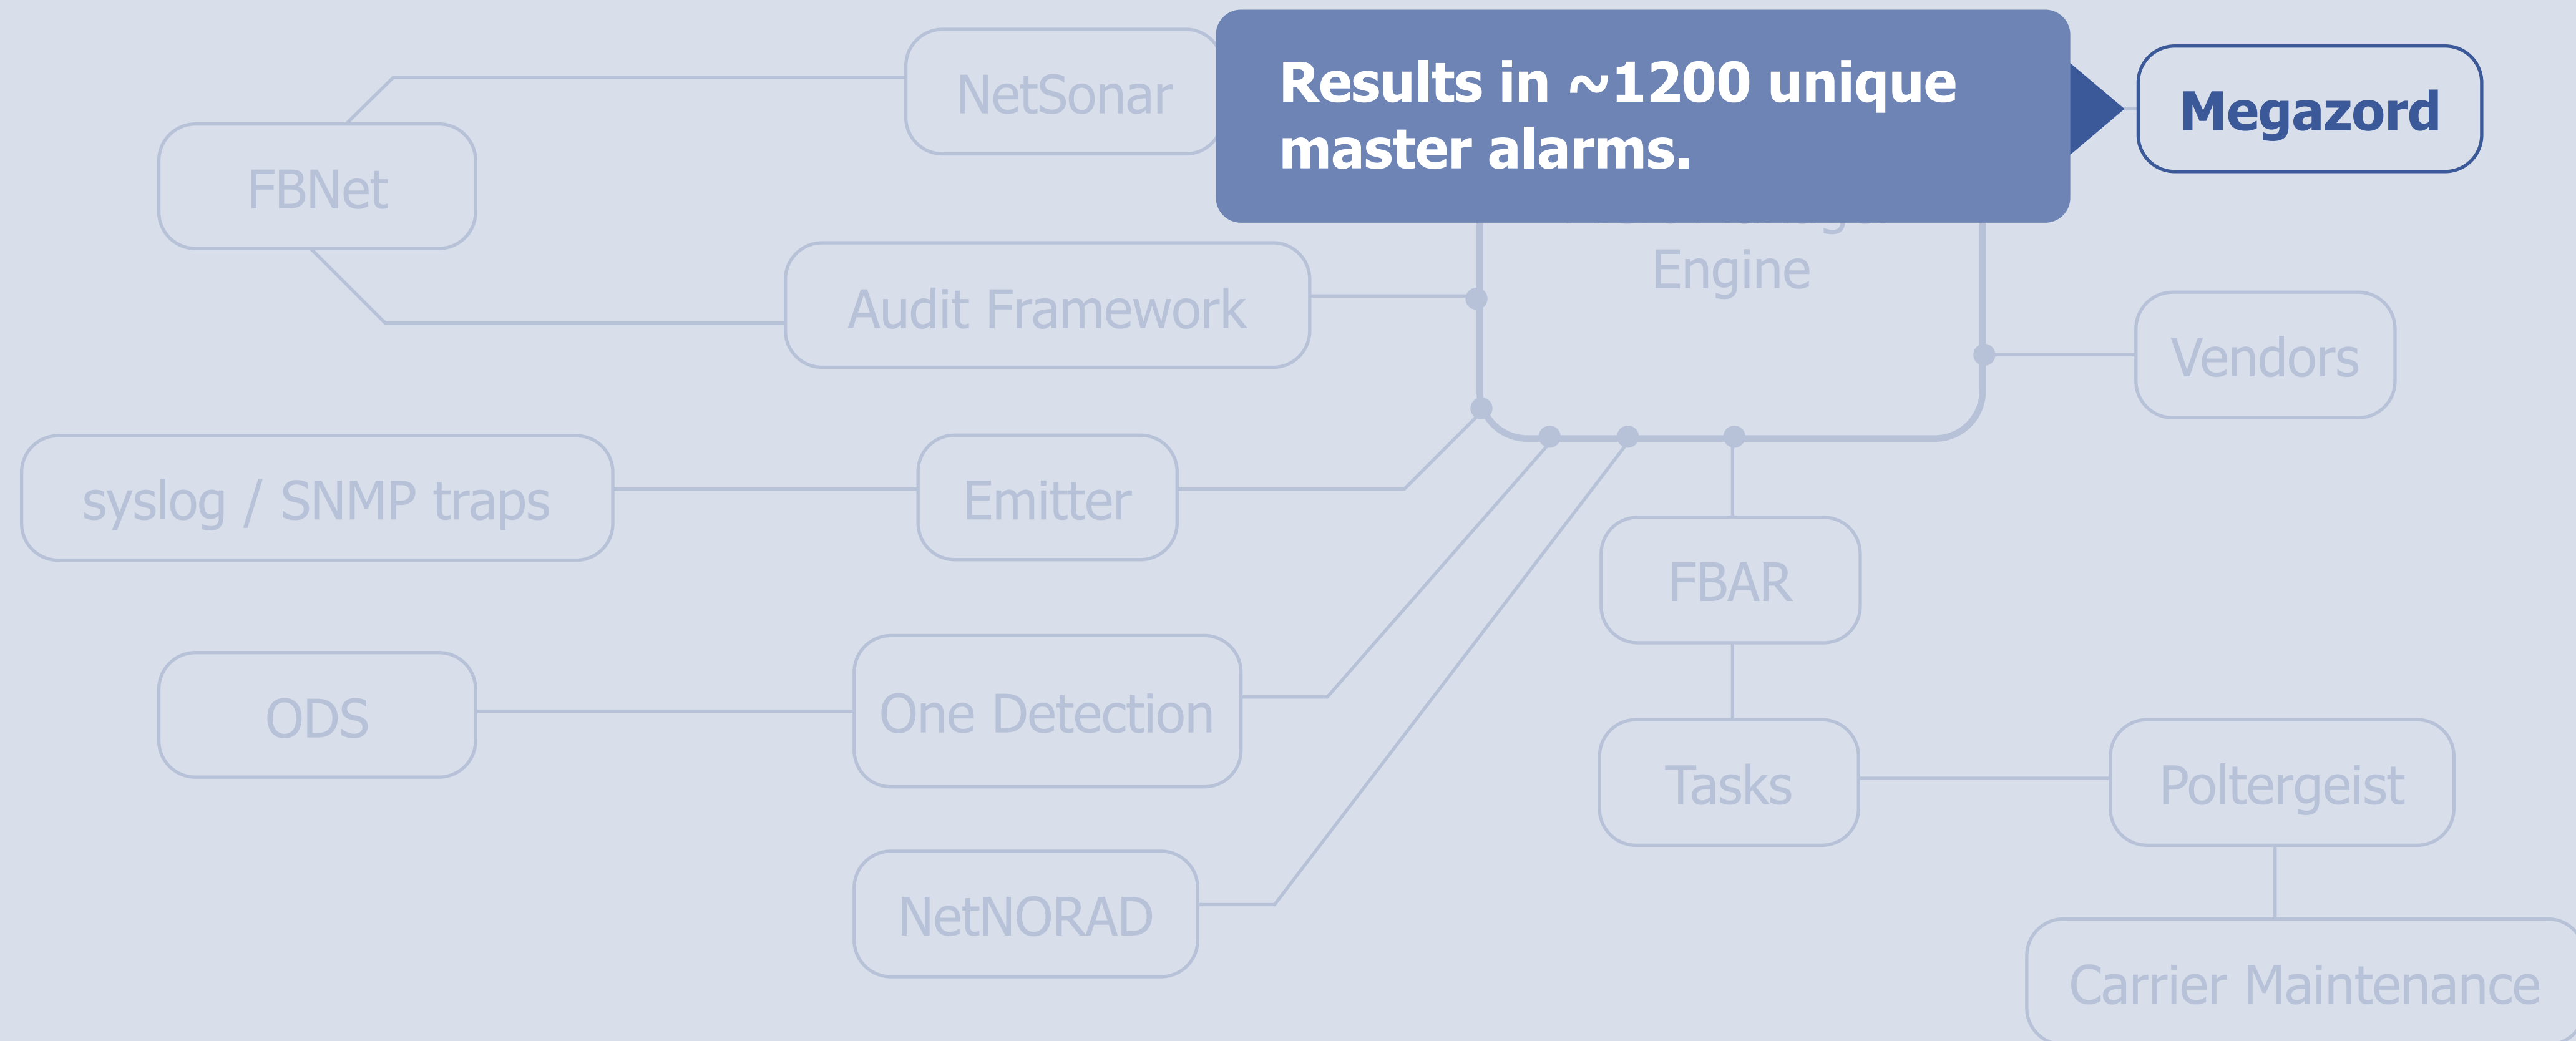 NetSonar
Results in ~1200 unique
master alarms.
Megazord
FBNet
Engine
Audit Framework
Vendors
syslog / SNMP traps
Emitter
FBAR
ODS
One Detection
Tasks
Poltergeist
NetNORAD
Carrier Maintenance